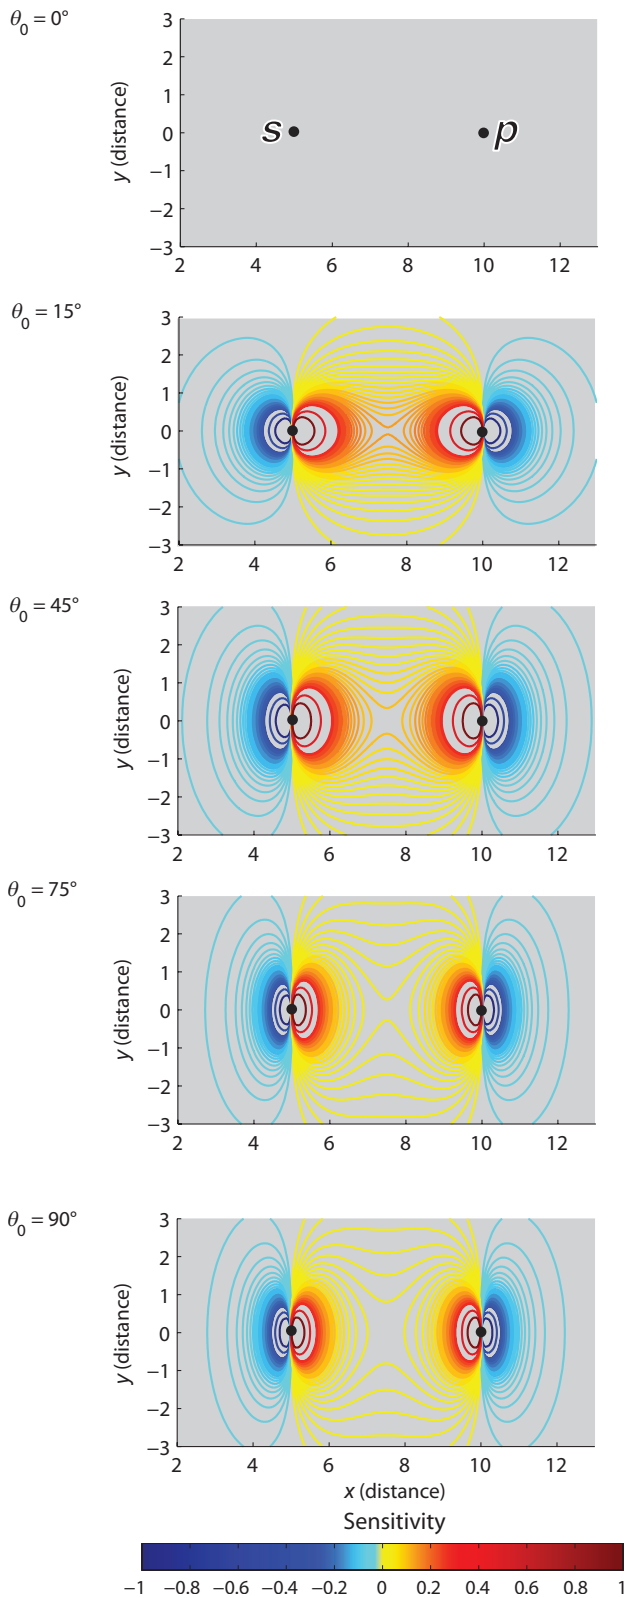 θ0 = 0°
3
2
1
0
−1
−2
−3
y (distance)
s
p
2 4 6 8 10 12
θ0 = 15°
3
2
1
0
−1
−2
−3
y (distance)
2 4 6 8 10 12
θ0 = 45°
3
2
1
0
−1
−2
−3
y (distance)
2 4 6 8 10 12
θ0 = 75°
3
2
1
0
−1
−2
−3
y (distance)
2 4 6 8 10 12
θ0 = 90°
3
2
1
0
−1
−2
−3
y (distance)
2 4 6 8 10 12
x (distance)
Sensitivity
−1 −0.8 −0.6 −0.4 −0.2 0 0.2 0.4 0.6 0.8 1